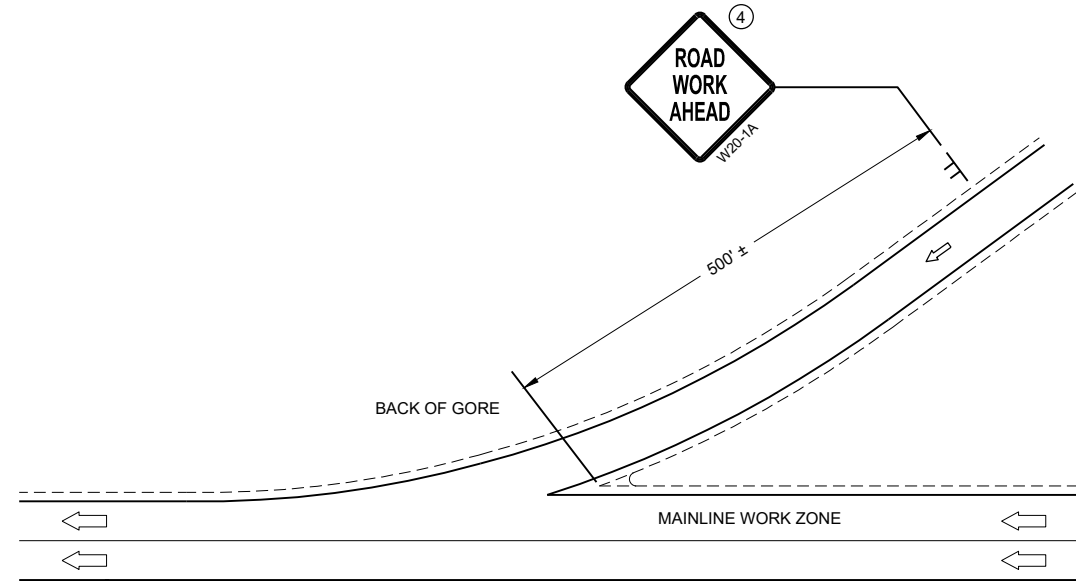 4
ROAD
WORK
AHEAD
W20-1A
500' ±
BACK OF GORE
MAINLINE WORK ZONE